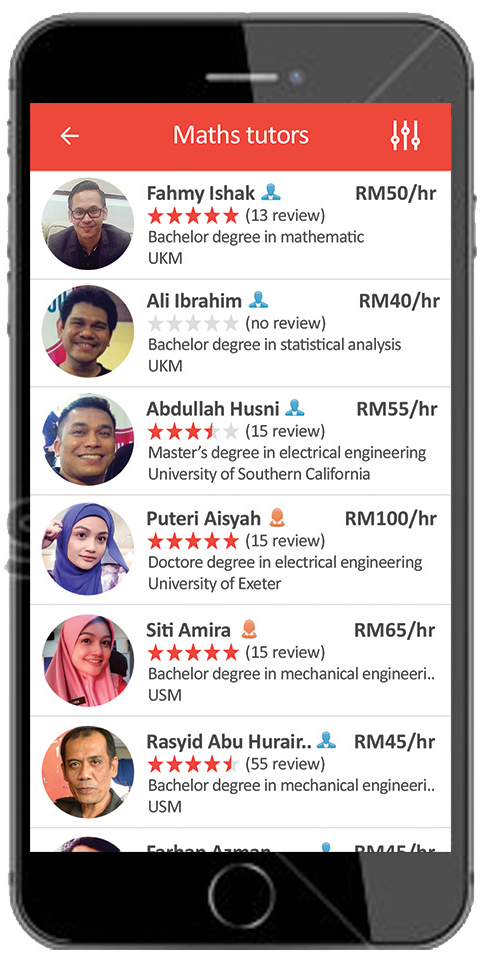 Maths tutors
Fahmy Ishak RM50/hr
(13 review)
Bachelor degree in mathematic
UKM
Ali Ibrahim RM40/hr
(no review)
Bachelor degree in statistical analysis
UKM
Abdullah Husni RM55/hr
(15 review)
Master's degree in electrical engineering
University of Southern California
Puteri Aisyah RM100/hr
(15 review)
Doctore degree in electrical engineering
University of Exeter
Siti Amira RM65/hr
(15 review)
Bachelor degree in mechanical engineeri..
USM
Rasyid Abu Hurair.. RM45/hr
(55 review)
Bachelor degree in mechanical engineeri..
USM
Farhan Azman RM45/hr